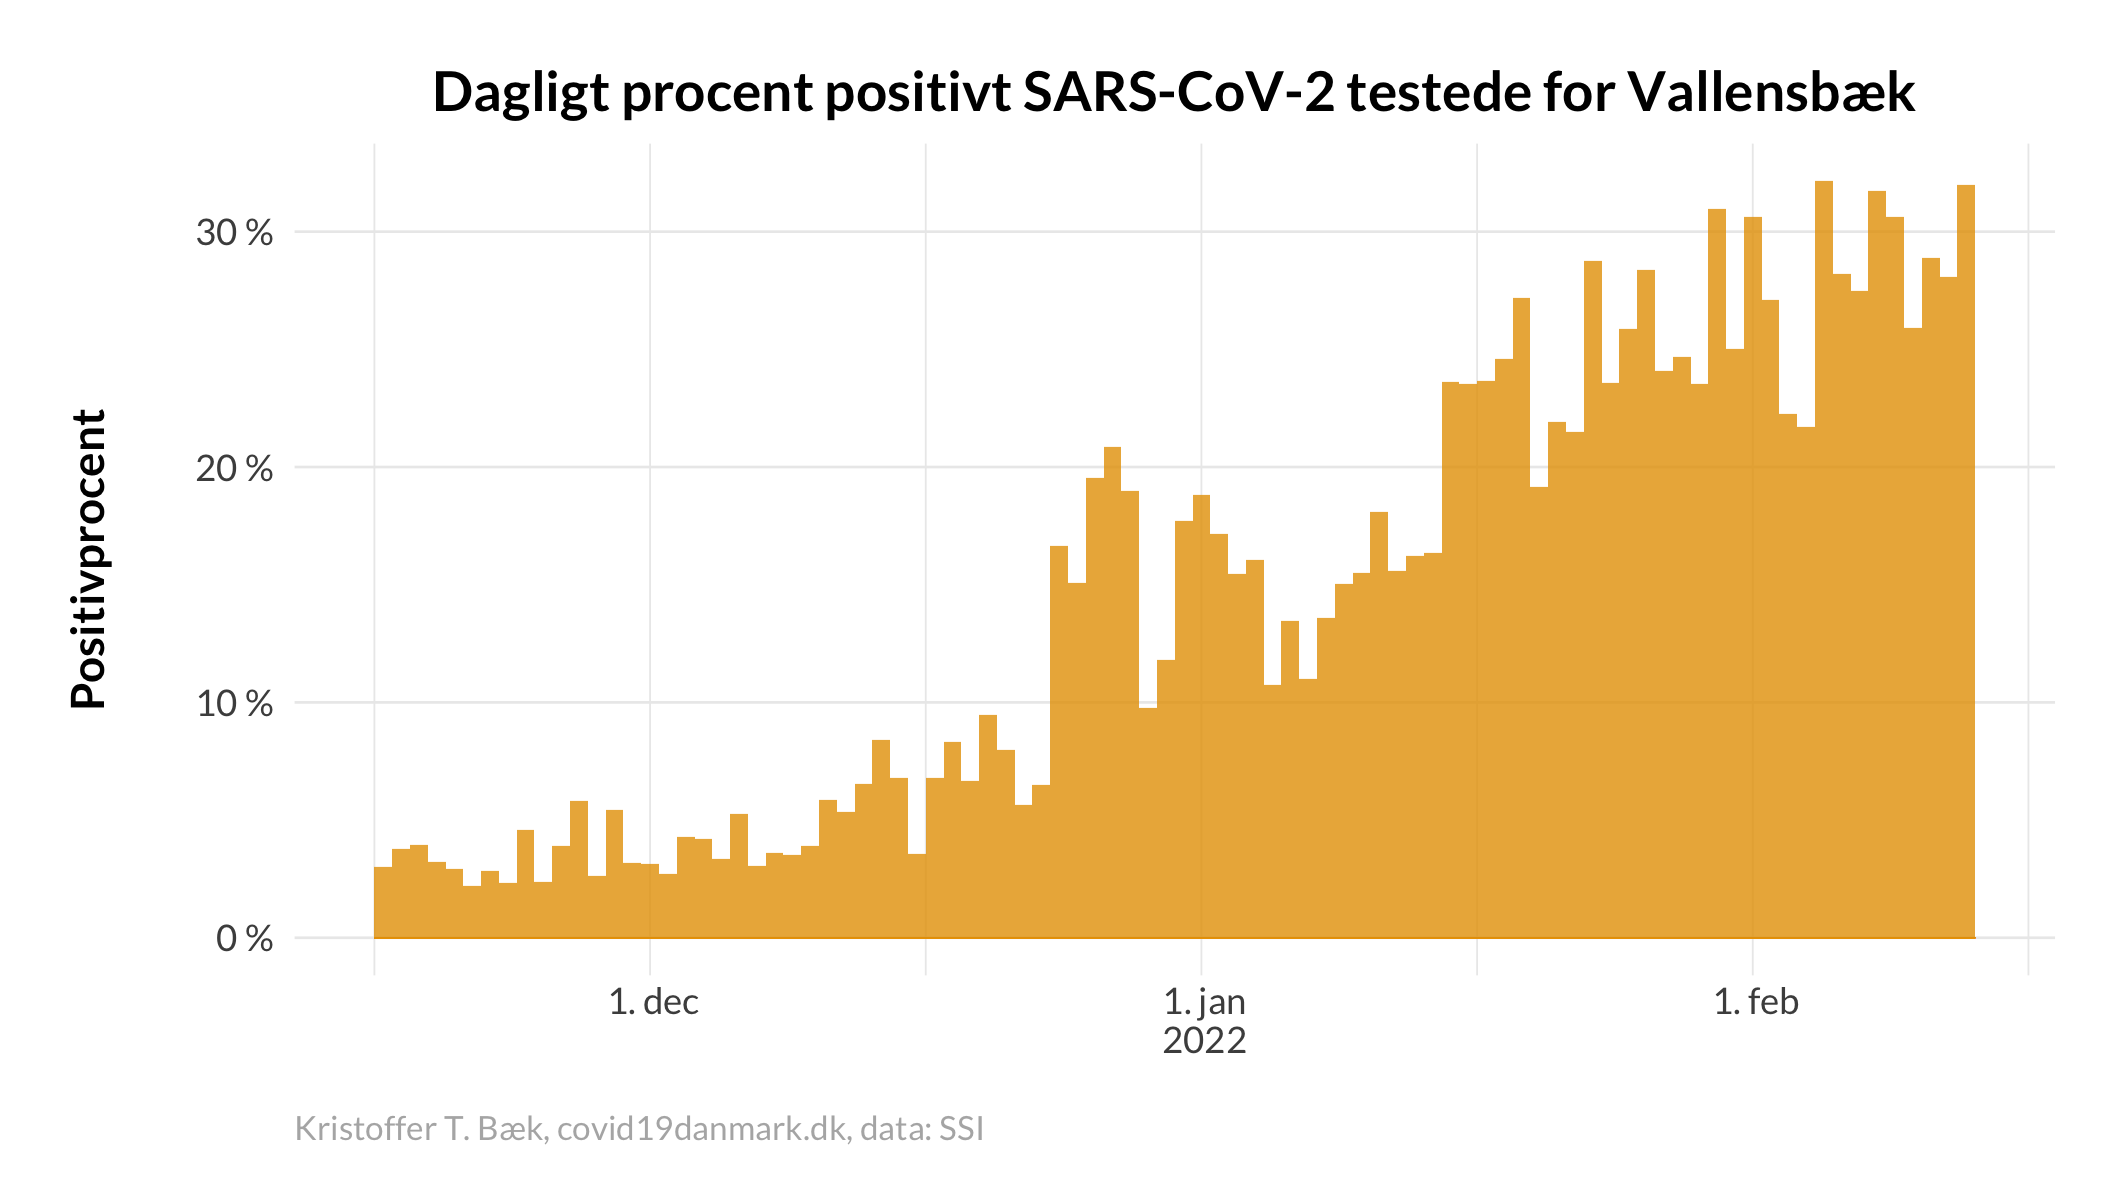 Dagligt procent positivt SARS-CoV-2 testede for Vallensbæk
Positivprocent
30 %
20 %
10 %
0 %
1. dec
1. jan
2022
1. feb
Kristoffer T. Bæk, covid19danmark.dk, data: SSI